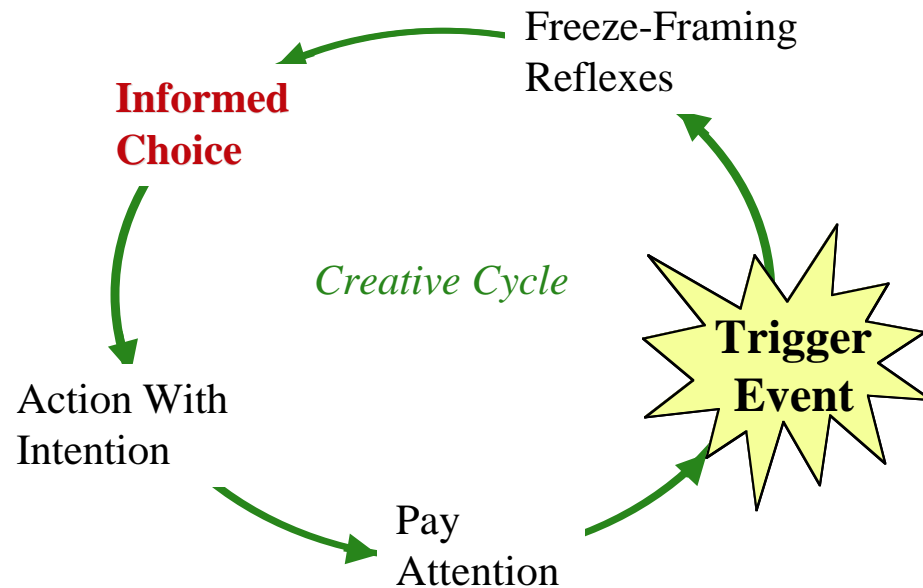 Freeze-Framing
Reflexes
Informed
Choice
Creative Cycle
Trigger
Event
Action With
Intention
Pay
Attention